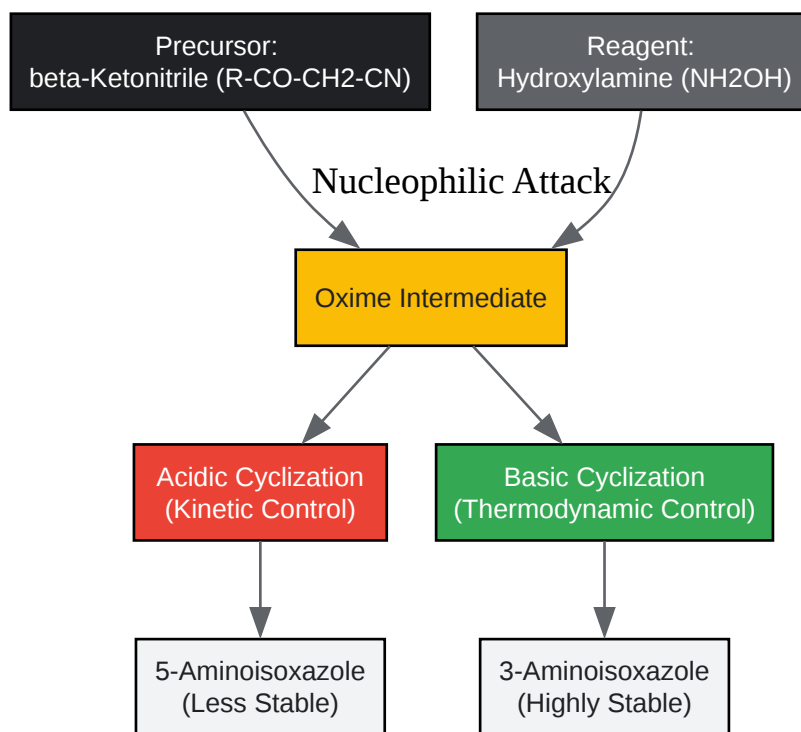 Precursor:
beta-Ketonitrile (R-CO-CH2-CN)
Reagent:
Hydroxylamine (NH2OH)
Nucleophilic Attack
Oxime Intermediate
Acidic Cyclization
(Kinetic Control)
Basic Cyclization
(Thermodynamic Control)
5-Aminoisoxazole
(Less Stable)
3-Aminoisoxazole
(Highly Stable)